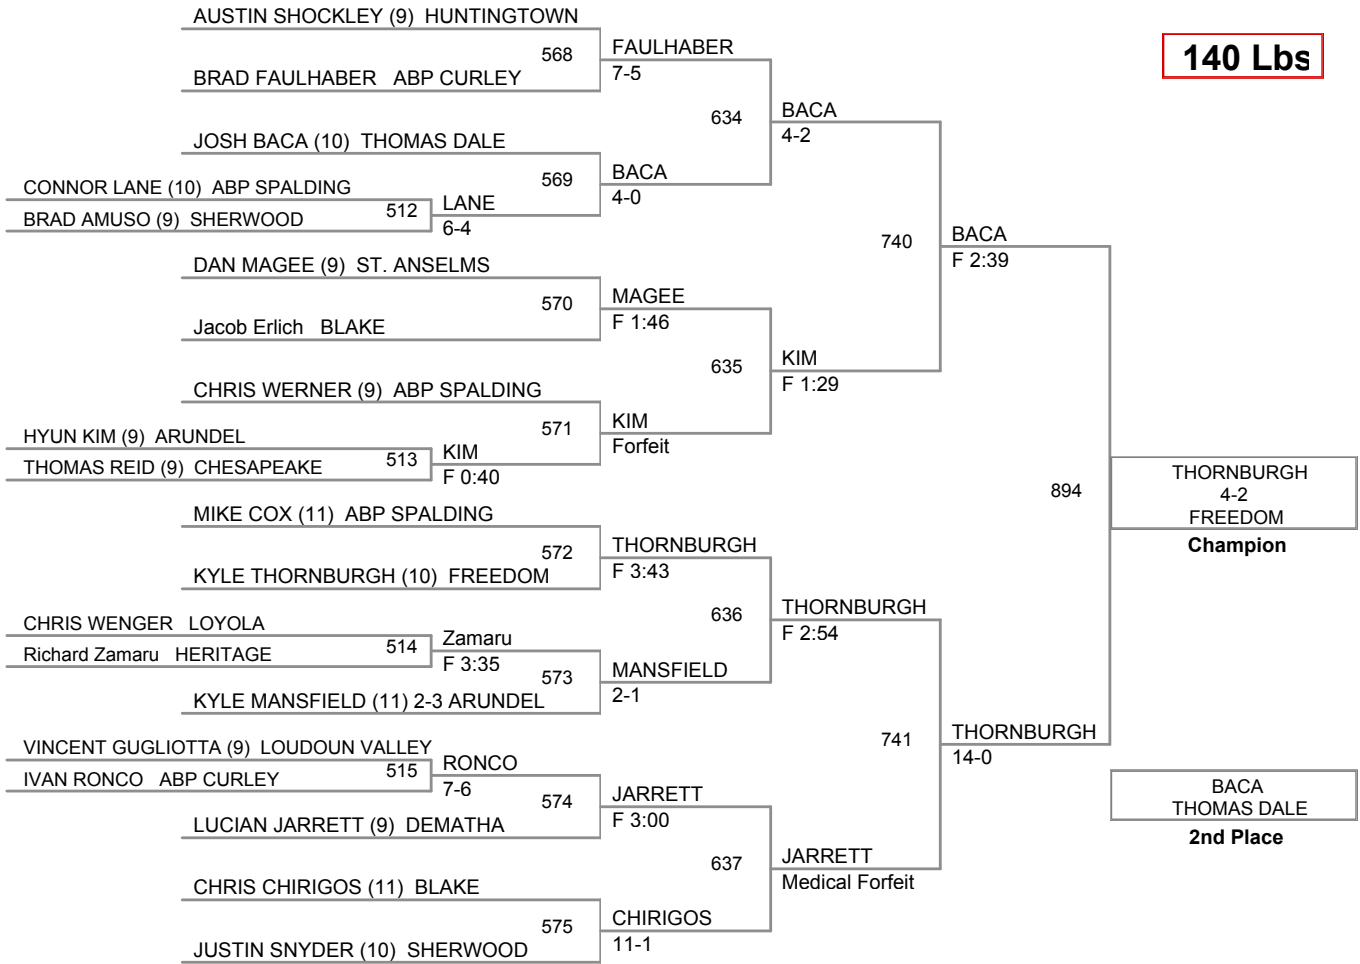 AUSTIN SHOCKLEY (9) HUNTINGTOWN
568
FAULHABER
7-5
BRAD FAULHABER ABP CURLEY
140 Lbs
634
BACA
4-2
JOSH BACA (10) THOMAS DALE
569
BACA
4-0
CONNOR LANE (10) ABP SPALDING
512
LANE
6-4
BRAD AMUSO (9) SHERWOOD
740
BACA
F 2:39
DAN MAGEE (9) ST. ANSELMS
570
MAGEE
F 1:46
Jacob Erlich BLAKE
635
KIM
F 1:29
CHRIS WERNER (9) ABP SPALDING
571
KIM
Forfeit
HYUN KIM (9) ARUNDEL
513
KIM
F 0:40
THOMAS REID (9) CHESAPEAKE
894
THORNBURGH
4-2
FREEDOM
Champion
MIKE COX (11) ABP SPALDING
572
THORNBURGH
F 3:43
KYLE THORNBURGH (10) FREEDOM
636
THORNBURGH
F 2:54
CHRIS WENGER LOYOLA
514
Zamaru
F 3:35
Richard Zamaru HERITAGE
573
MANSFIELD
2-1
KYLE MANSFIELD (11) 2-3 ARUNDEL
741
THORNBURGH
14-0
VINCENT GUGLIOTTA (9) LOUDOUN VALLEY
515
RONCO
7-6
IVAN RONCO ABP CURLEY
574
JARRETT
F 3:00
LUCIAN JARRETT (9) DEMATHA
BACA
THOMAS DALE
2nd Place
637
JARRETT
Medical Forfeit
CHRIS CHIRIGOS (11) BLAKE
575
CHIRIGOS
11-1
JUSTIN SNYDER (10) SHERWOOD